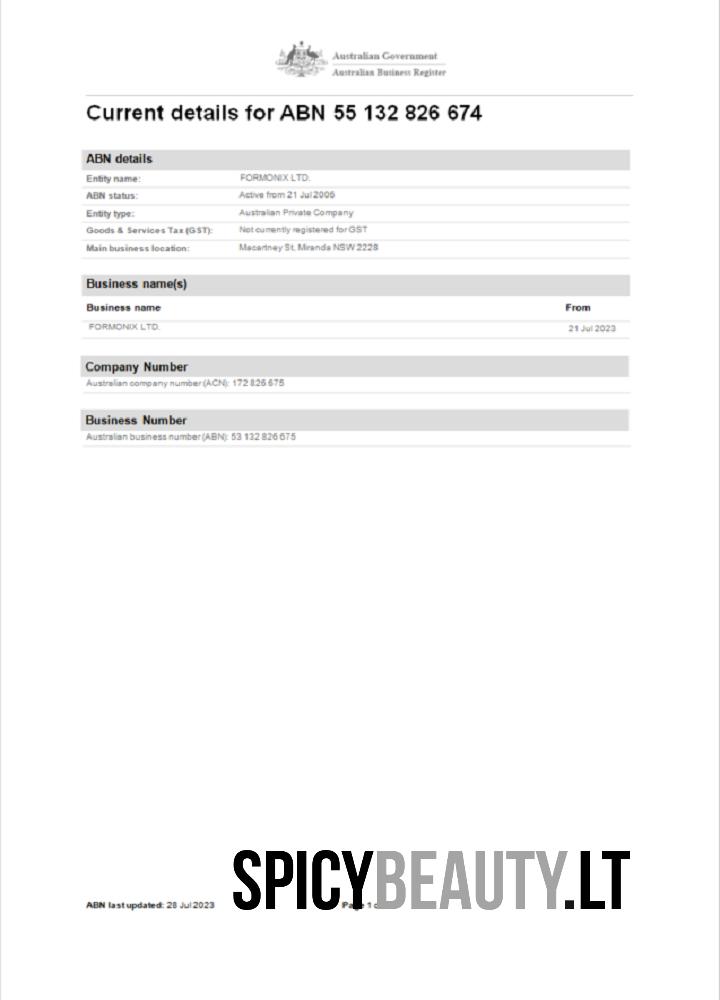 Australian Government
Australian Business Register
Current details for ABN 55 132 826 674
ABN details
Entity name: FORMONIX LTD.
ABN status: Active from 21 Jul 2006
Entity type: Australian Private Company
Goods & Services Tax (GST): Not currently registered for GST
Main business location: Macartney St, Miranda NSW 2228
Business name(s)
Business name From
FORMONIX LTD. 21 Jul 2023
Company Number
Australian company number (ACN): 172 826 675
Business Number
Australian business number (ABN): 53 132 826 675
SPICYBEAUTY.LT
ABN last updated: 28 Jul 2023 Page 1